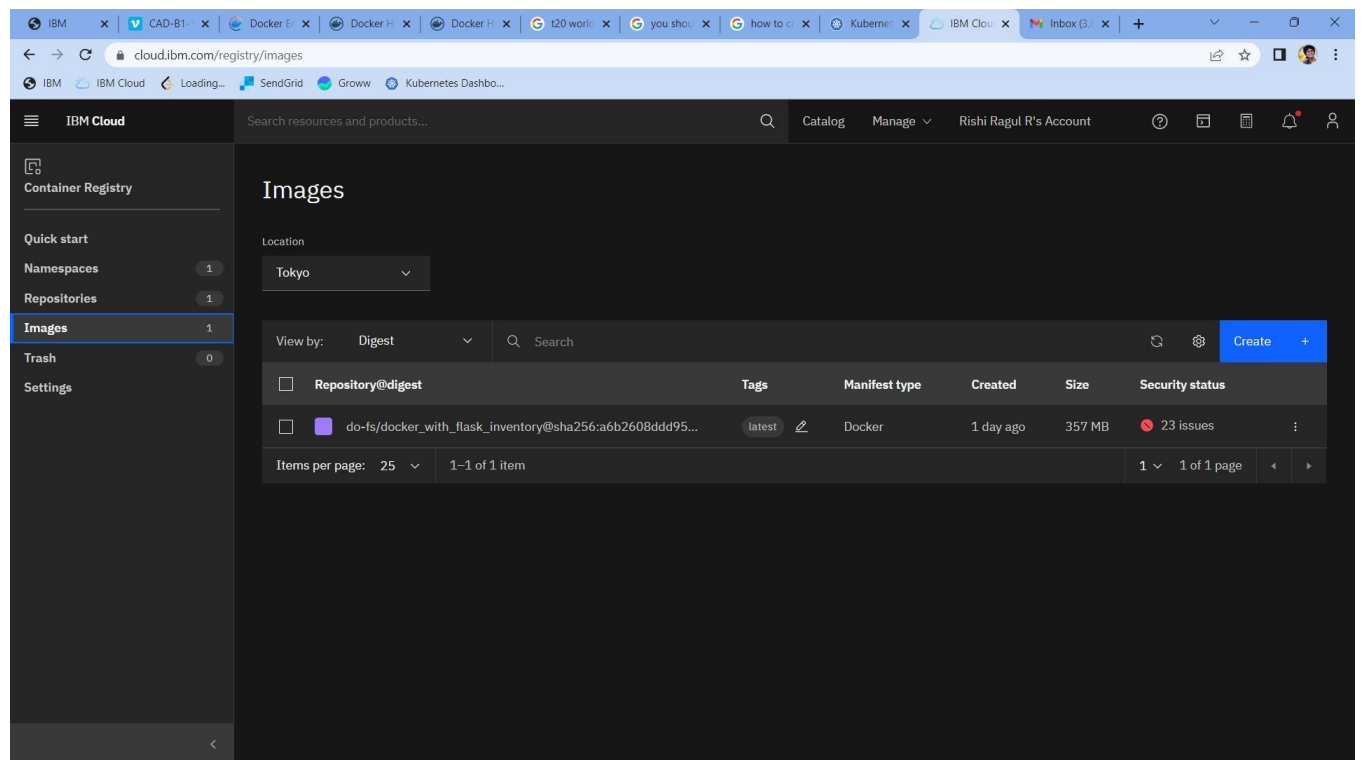 IBM CAD-B1- Docker E Docker H Docker H t20 world you shou how to c Kubernet IBM Clou Inbox (3,
cloud.ibm.com/registry/images
IBM IBM Cloud Loading... SendGrid Groww Kubernetes Dashbo...
IBM Cloud Search resources and products... Catalog Manage Rishi Ragul R's Account
Container Registry
Quick start
Namespaces 1
Repositories 1
Images 1
Trash 0
Settings
Images
Location
Tokyo
View by: Digest Search Create +
Repository@digest Tags Manifest type Created Size Security status
do-fs/docker_with_flask_inventory@sha256:a6b2608ddd95... latest Docker 1 day ago 357 MB 23 issues
Items per page: 25 1–1 of 1 item 1 1 of 1 page